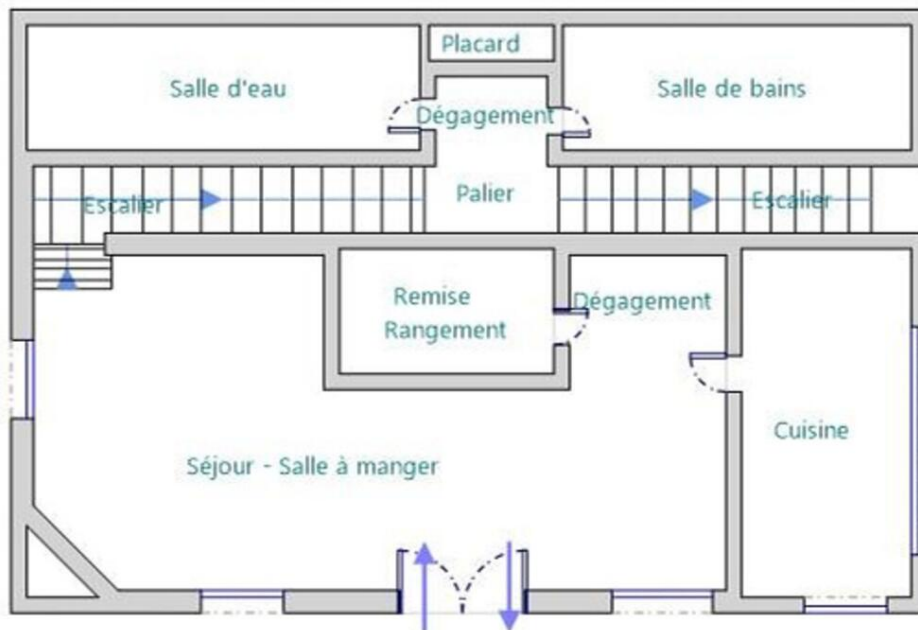 Placard
Salle d'eau
Salle de bains
Dégagement
Escalier
Palier
Escalier
Remise
Rangement
Dégagement
Cuisine
Séjour - Salle à manger